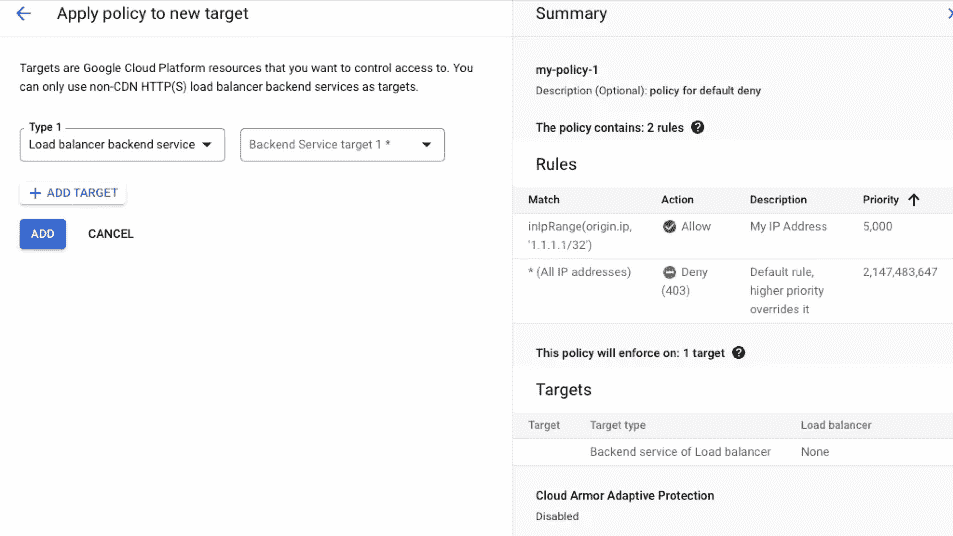 Apply policy to new target
Targets are Google Cloud Platform resources that you want to control access to. You
can only use non-CDN HTTP(S) load balancer backend services as targets.
Type 1
Load balancer backend service
Backend Service target 1 *
ADD TARGET
ADD
CANCEL
Summary
my-policy-1
Description (Optional): policy for default deny
The policy contains: 2 rules
Rules
Match Action Description Priority
inIpRange(origin.ip, Allow My IP Address 5,000
'1.1.1.1/32')
* (All IP addresses) Deny Default rule, 2,147,483,647
(403) higher priority
overrides it
This policy will enforce on: 1 target
Targets
Target Target type Load balancer
Backend service of Load balancer None
Cloud Armor Adaptive Protection
Disabled